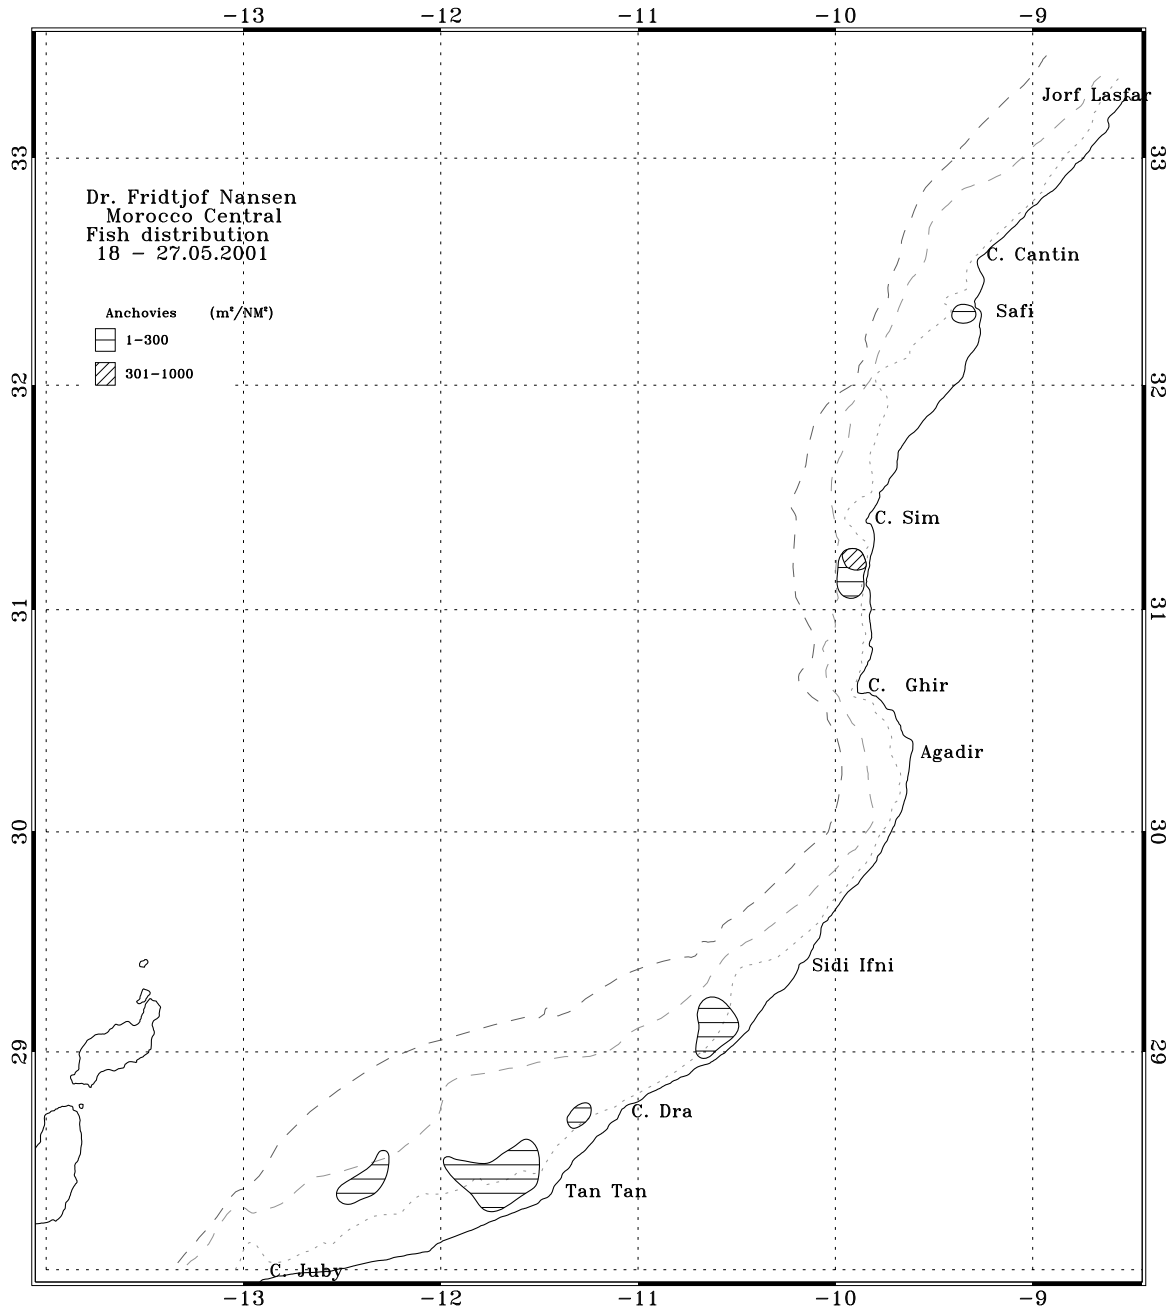 -13 -12 -11 -10 -9
Jorf Lasfar
33 33
Dr. Fridtjof Nansen
Morocco Central
Fish distribution
18 - 27.05.2001
C. Cantin
Anchovies (m²/NM²)
Safi
1-300
301-1000
32 32
C. Sim
31 31
C. Ghir
Agadir
30 30
Sidi Ifni
29 29
C. Dra
Tan Tan
C. Juby
-13 -12 -11 -10 -9